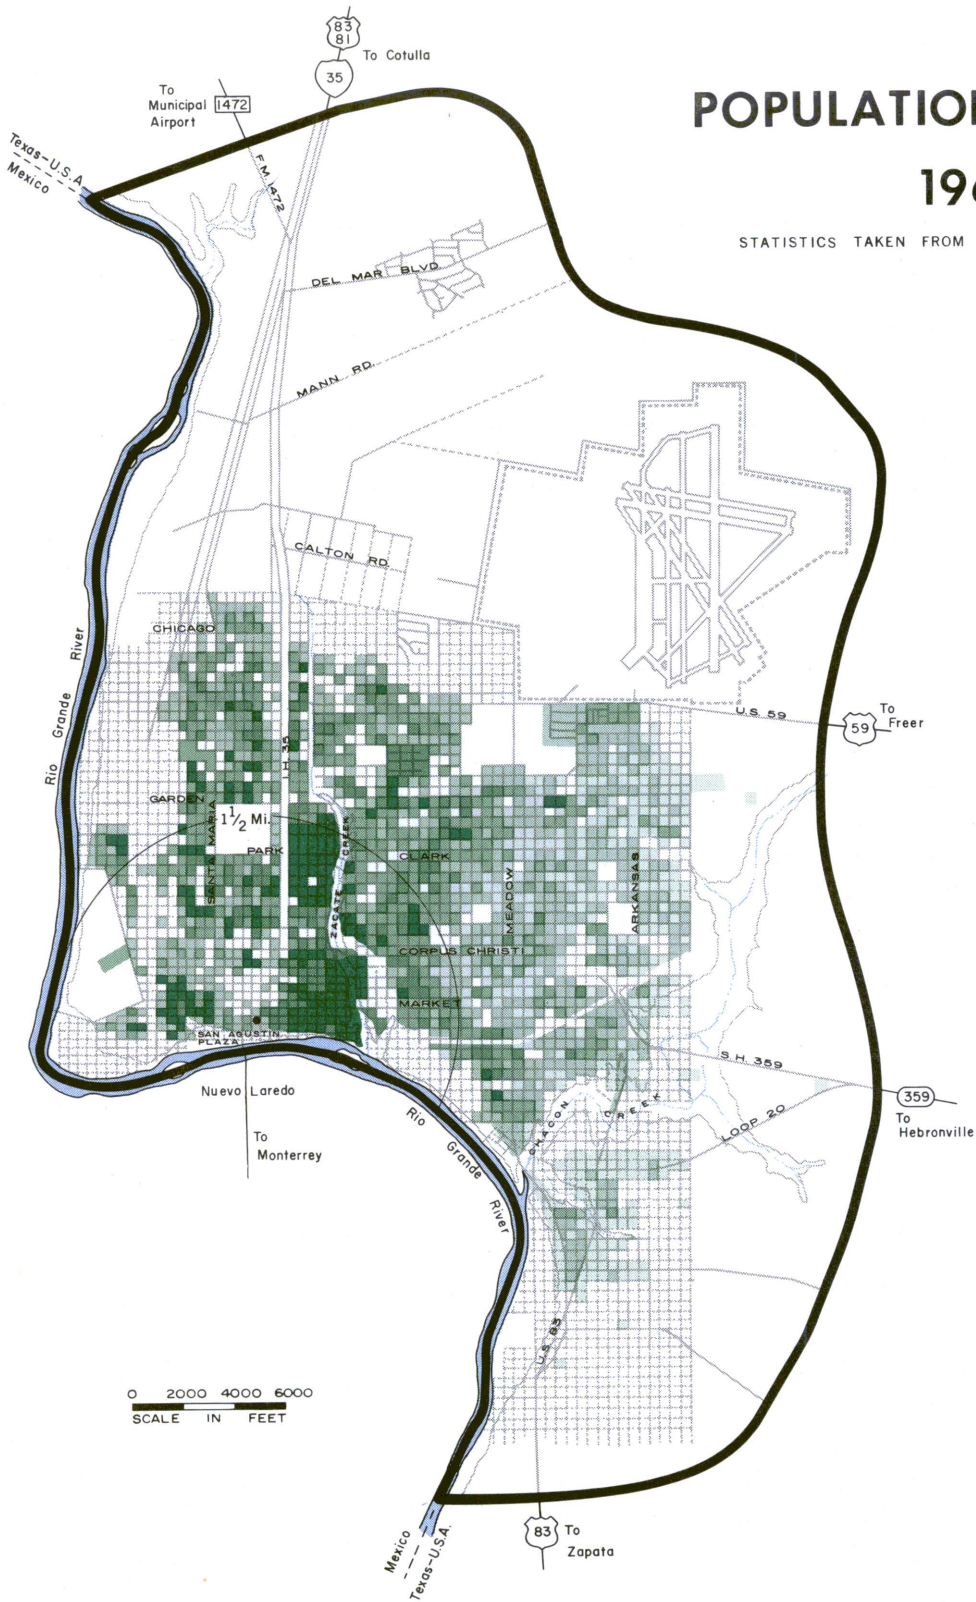 83
81
To Cotulla
35
To
Municipal
Airport
1472
POPULATION
196
STATISTICS TAKEN FROM
Texas-U.S.A.
Mexico
F.M. 1472
DEL MAR BLVD
MANN RD.
CALTON RD.
CHICAGO
Rio Grande River
U.S. 59
59
To
Freer
I.H. 35
GARDEN
SANTA MARIA
1 1/2 Mi.
PARK
ZACATE CREEK
CLARK
MEADOW
ARKANSAS
CORPUS CHRISTI
MARKET
SAN AGUSTIN
PLAZA
S.H. 359
359
To
Hebronville
LOOP 20
CHACON CREEK
Nuevo Laredo
To
Monterrey
Rio Grande River
U.S. 83
0 2000 4000 6000
SCALE IN FEET
83
To
Zapata
Mexico
Texas-U.S.A.